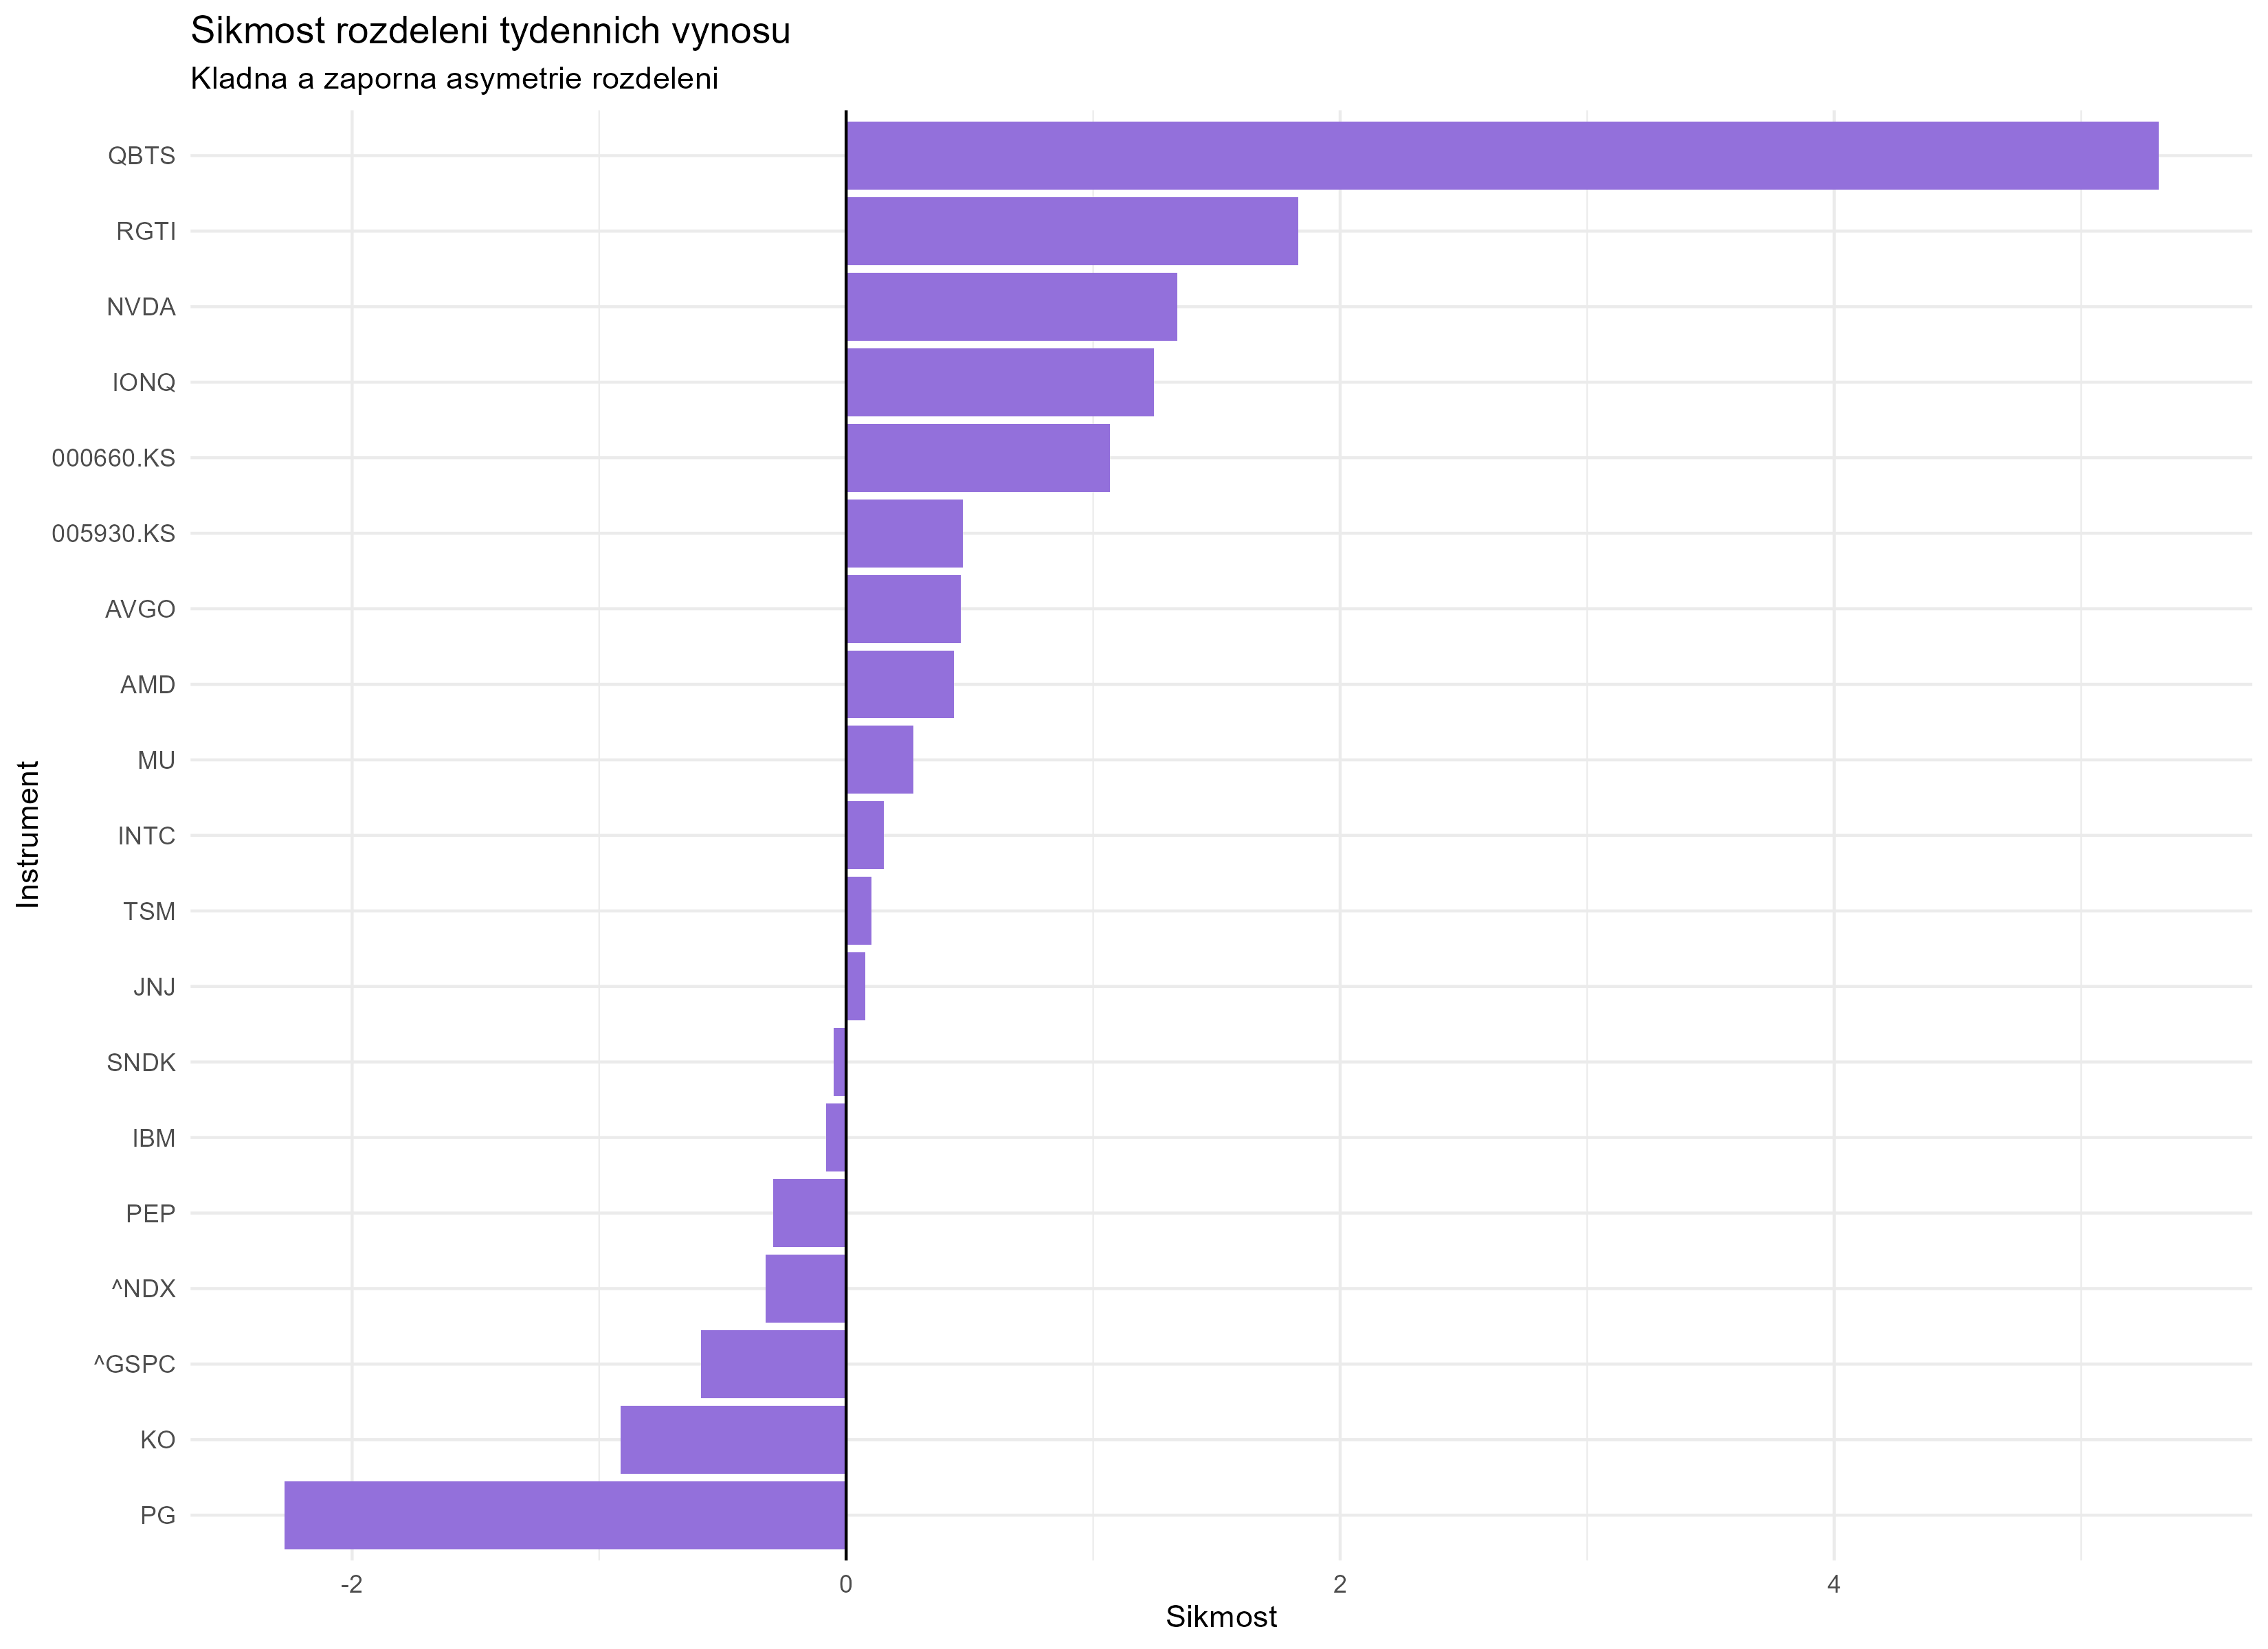 Sikmost rozdeleni tydennich vynosu
Kladna a zaporna asymetrie rozdeleni
Instrument
QBTS
RGTI
NVDA
IONQ
000660.KS
005930.KS
AVGO
AMD
MU
INTC
TSM
JNJ
SNDK
IBM
PEP
^NDX
^GSPC
KO
PG
-2
0
2
4
Sikmost